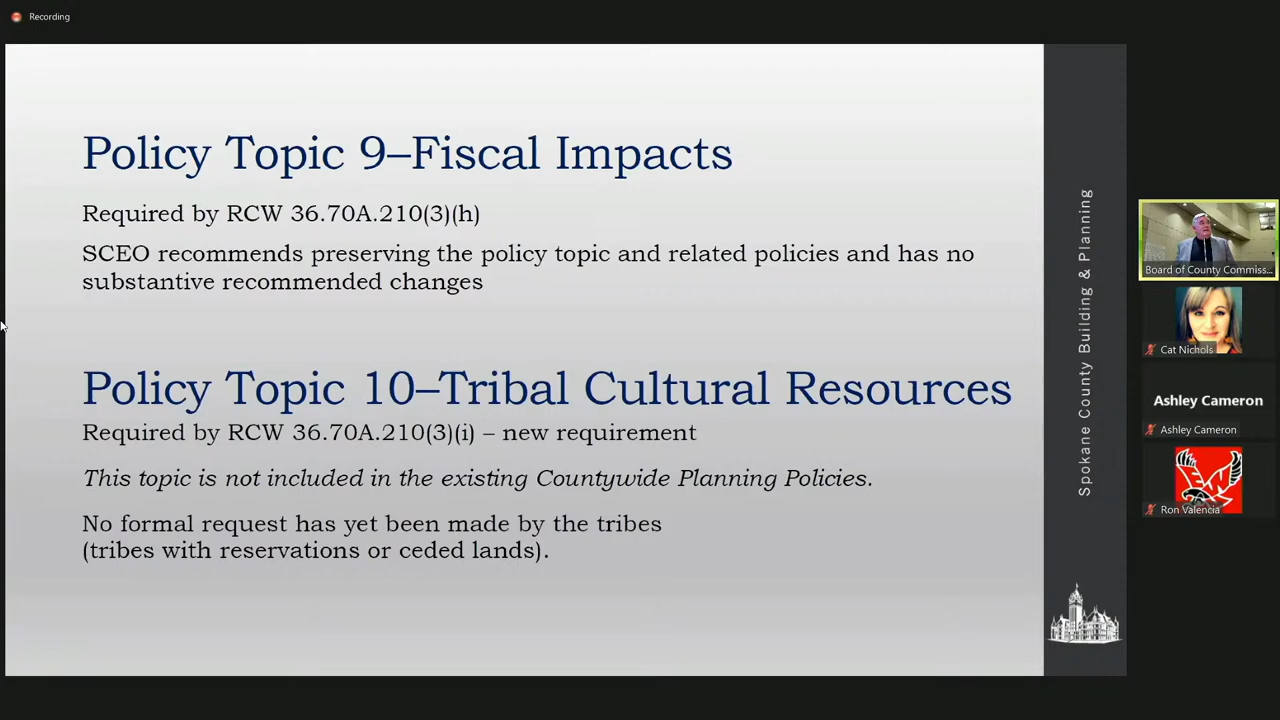 Recording
Policy Topic 9–Fiscal Impacts
Required by RCW 36.70A.210(3)(h)
SCEO recommends preserving the policy topic and related policies and has no
substantive recommended changes
Policy Topic 10–Tribal Cultural Resources
Required by RCW 36.70A.210(3)(i) – new requirement
This topic is not included in the existing Countywide Planning Policies.
No formal request has yet been made by the tribes
(tribes with reservations or ceded lands).
Spokane County Building & Planning
Board of County Commiss...
Cat Nichols
Ashley Cameron
Ashley Cameron
Ron Valencia